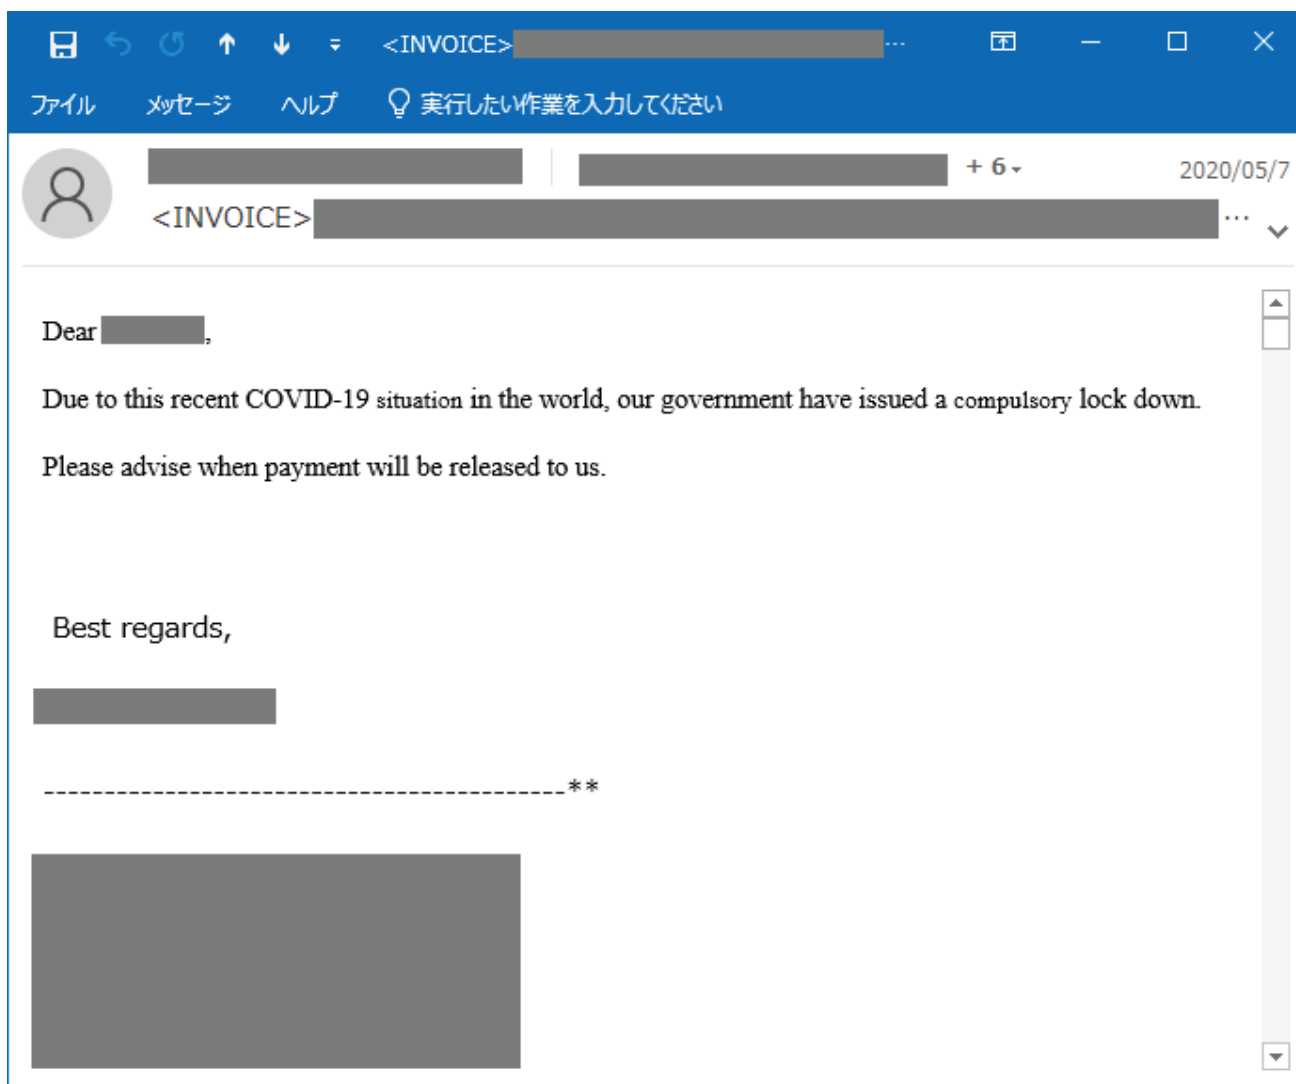 <INVOICE> ...
ファイル メッセージ ヘルプ 実行したい作業を入力してください
+ 6 2020/05/7
<INVOICE> ...
Dear ,
Due to this recent COVID-19 situation in the world, our government have issued a compulsory lock down.
Please advise when payment will be released to us.
Best regards,
-------------------------------------------**